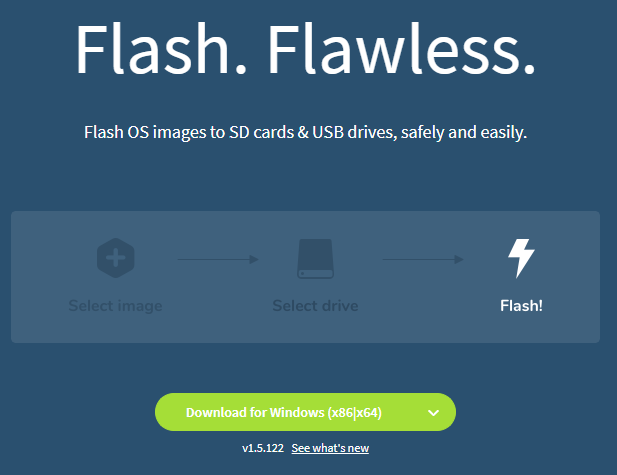 Flash. Flawless.
Flash OS images to SD cards & USB drives, safely and easily.
Select image
Select drive
Flash!
Download for Windows (x86|x64)
v1.5.122 See what's new